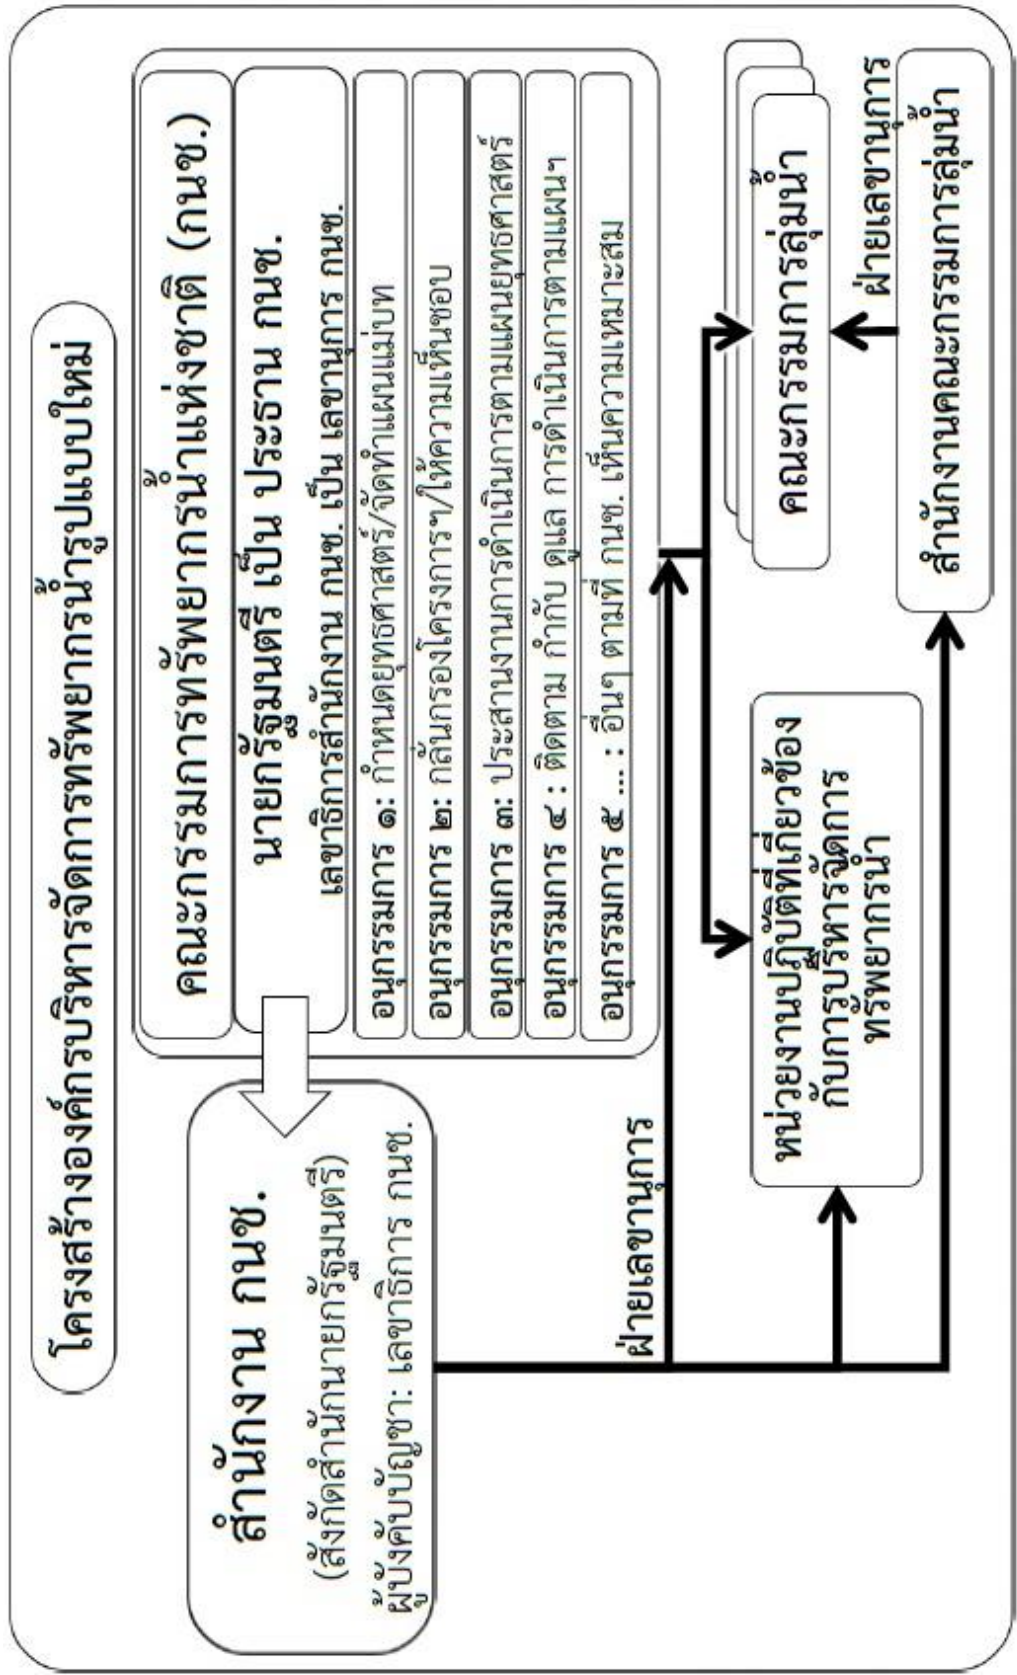 โครงสร้างองค์กรบริหารจัดการทรัพยากรน้ำรูปแบบใหม่
คณะกรรมการทรัพยากรน้ำแห่งชาติ (กนช.)
นายกรัฐมนตรี เป็น ประธาน กนช.
เลขาธิการสำนักงาน กนช. เป็น เลขานุการ กนช.
อนุกรรมการ ๑: กำหนดยุทธศาสตร์/จัดทำแผนแม่บท
อนุกรรมการ ๒: กลั่นกรองโครงการฯ/ให้ความเห็นชอบ
อนุกรรมการ ๓: ประสานงานการดำเนินการตามแผนยุทธศาสตร์
อนุกรรมการ ๔ : ติดตาม กำกับ ดูแล การดำเนินการตามแผนฯ
อนุกรรมการ ๕ ... : อื่นๆ ตามที่ กนช. เห็นความเหมาะสม
สำนักงาน กนช.
(สังกัดสำนักนายกรัฐมนตรี)
ผู้บังคับบัญชา: เลขาธิการ กนช.
ฝ่ายเลขานุการ
หน่วยงานปฏิบัติที่เกี่ยวข้อง
กับการบริหารจัดการ
ทรัพยากรน้ำ
คณะกรรมการลุ่มน้ำ
ฝ่ายเลขานุการ
สำนักงานคณะกรรมการลุ่มน้ำ